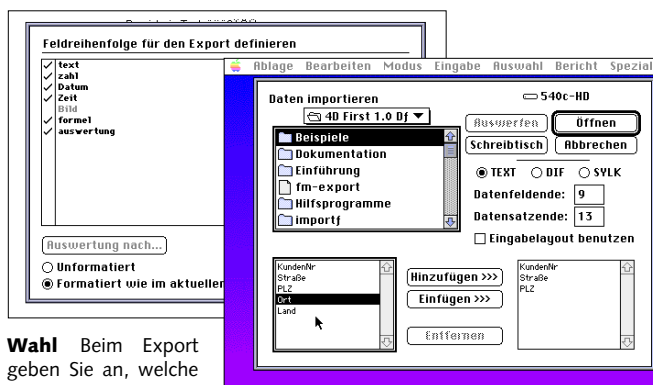 Feldreihenfolge für den Export definieren
text
zahl
Datum
Zeit
Bild
formel
auswertung
Auswertung nach...
Unformatiert
Formatiert wie im aktuellen
Ablage Bearbeiten Modus Eingabe Auswahl Bericht Spezial
Daten importieren
4D First 1.0 Dƒ
Beispiele
Dokumentation
Einführung
fm-export
Hilfsprogramme
importƒ
540c-HD
Auswerfen
Öffnen
Schreibtisch
Abbrechen
TEXT DIF SYLK
Datenfeldende: 9
Datensatzende: 13
Eingabelayout benutzen
KundenNr
Straße
PLZ
Ort
Land
Hinzufügen >>>
Einfügen >>>
Entfernen
KundenNr
Straße
PLZ
Wahl Beim Export
geben Sie an, welche